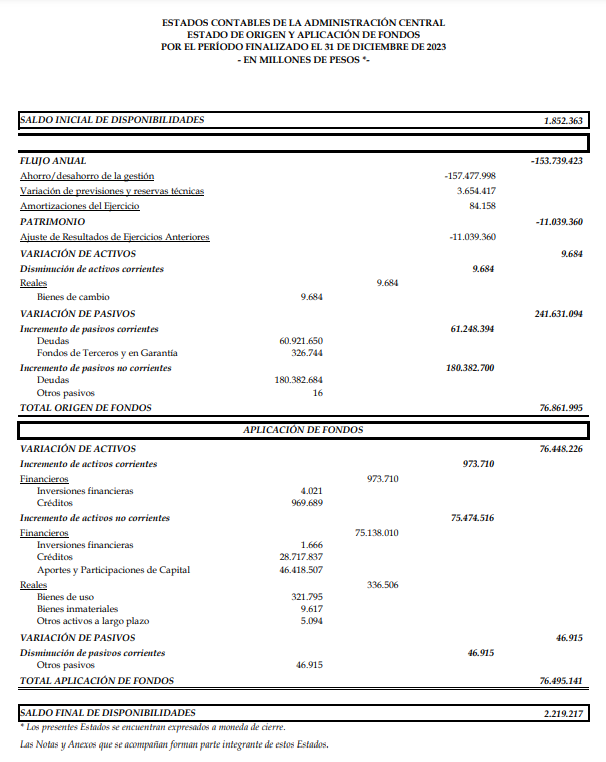 ESTADOS CONTABLES DE LA ADMINISTRACIÓN CENTRAL
ESTADO DE ORIGEN Y APLICACIÓN DE FONDOS
POR EL PERÍODO FINALIZADO EL 31 DE DICIEMBRE DE 2023
- EN MILLONES DE PESOS *-
SALDO INICIAL DE DISPONIBILIDADES 1.852.363
FLUJO ANUAL -153.739.423
Ahorro/desahorro de la gestión -157.477.998
Variación de previsiones y reservas técnicas 3.654.417
Amortizaciones del Ejercicio 84.158
PATRIMONIO -11.039.360
Ajuste de Resultados de Ejercicios Anteriores -11.039.360
VARIACIÓN DE ACTIVOS 9.684
Disminución de activos corrientes 9.684
Reales 9.684
Bienes de cambio 9.684
VARIACIÓN DE PASIVOS 241.631.094
Incremento de pasivos corrientes 61.248.394
Deudas 60.921.650
Fondos de Terceros y en Garantía 326.744
Incremento de pasivos no corrientes 180.382.700
Deudas 180.382.684
Otros pasivos 16
TOTAL ORIGEN DE FONDOS 76.861.995
APLICACIÓN DE FONDOS
VARIACIÓN DE ACTIVOS 76.448.226
Incremento de activos corrientes 973.710
Financieros 973.710
Inversiones financieras 4.021
Créditos 969.689
Incremento de activos no corrientes 75.474.516
Financieros 75.138.010
Inversiones financieras 1.666
Créditos 28.717.837
Aportes y Participaciones de Capital 46.418.507
Reales 336.506
Bienes de uso 321.795
Bienes inmateriales 9.617
Otros activos a largo plazo 5.094
VARIACIÓN DE PASIVOS 46.915
Disminución de pasivos corrientes 46.915
Otros pasivos 46.915
TOTAL APLICACIÓN DE FONDOS 76.495.141
SALDO FINAL DE DISPONIBILIDADES 2.219.217
* Los presentes Estados se encuentran expresados a moneda de cierre.
Las Notas y Anexos que se acompañan forman parte integrante de estos Estados.